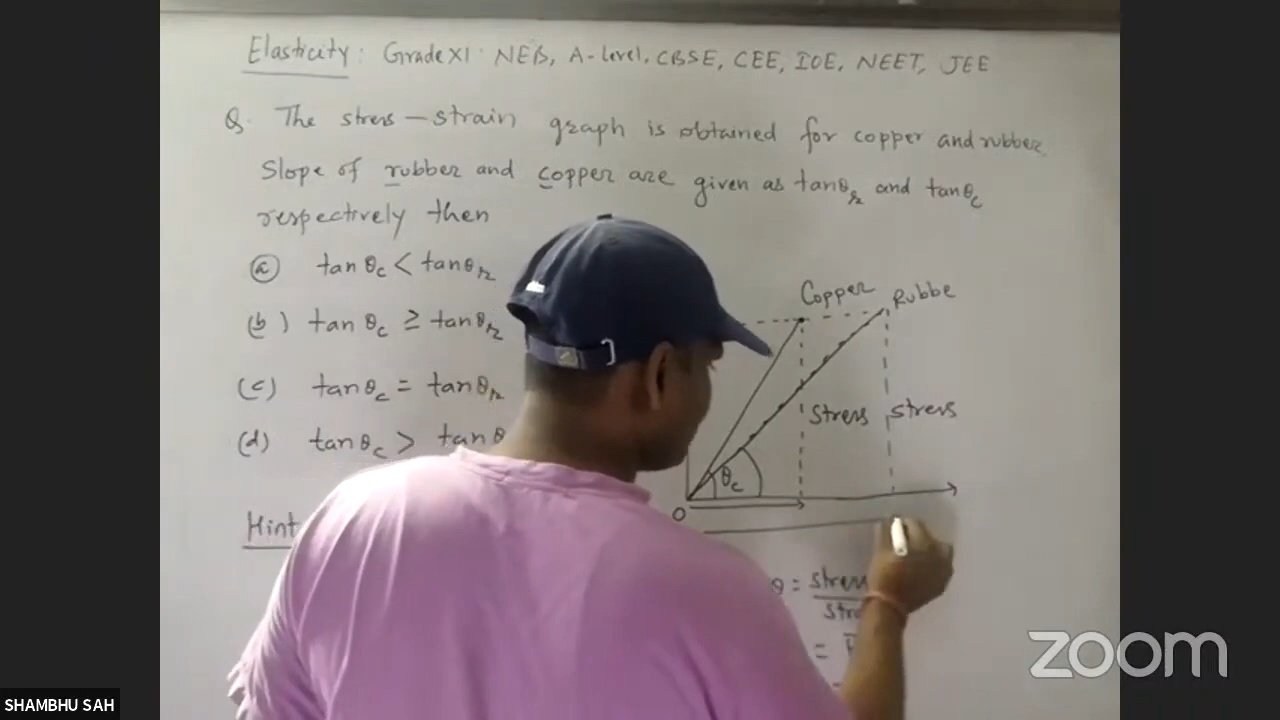 Elasticity: Grade XI: NEB, A-level, CBSE, CEE, IOE, NEET, JEE
Q. The stress-strain graph is obtained for copper and rubber.
Slope of rubber and copper are given as tanθr and tanθc
respectively then
(a) tanθc < tanθr
(b) tanθc ≥ tanθr
(c) tanθc = tanθr
(d) tanθc > tanθ
Copper
Rubbe
Stress
stress
θc
O
Hint
θ = stress
=
zoom
SHAMBHU SAH